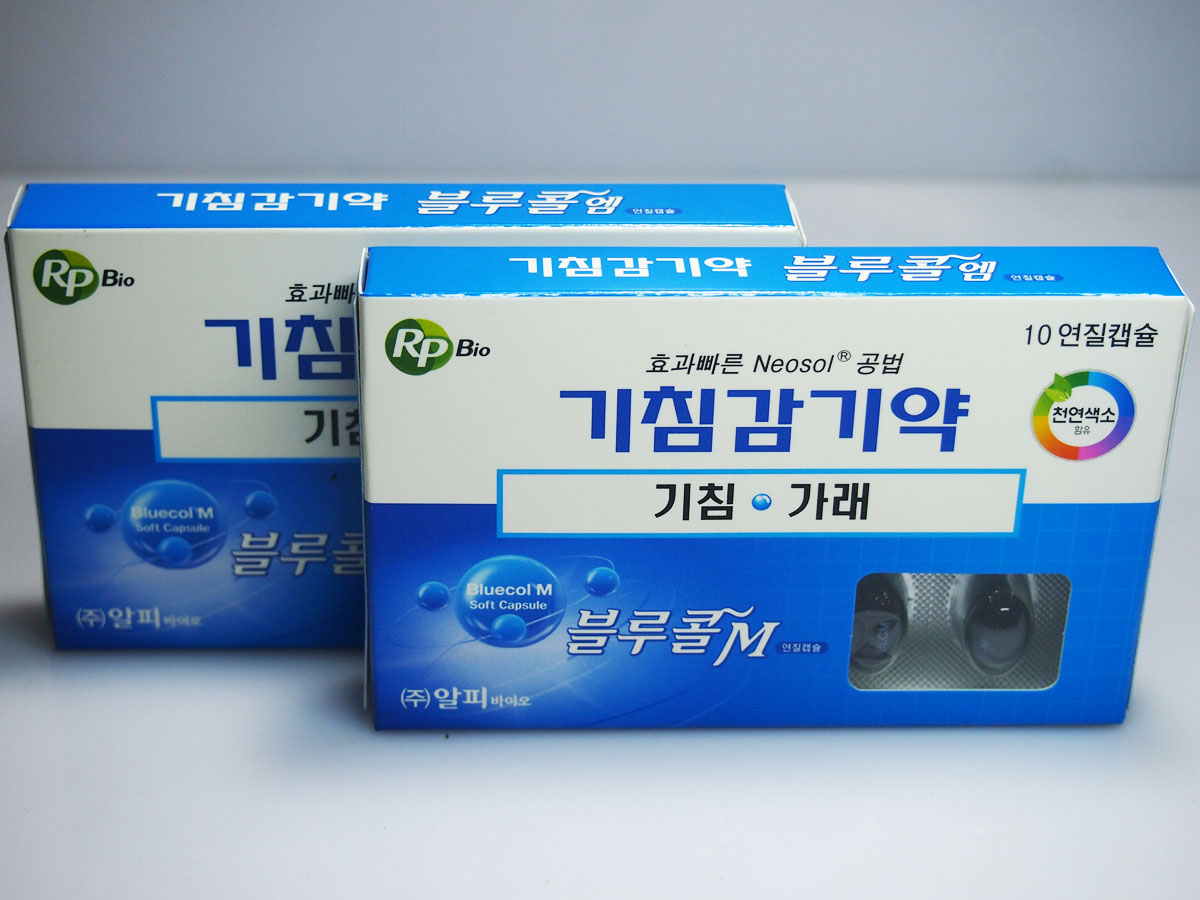 기침감기약 블루콜엠 연질캡슐
RP Bio
효과빠
기침
기침
Bluecol M
Soft Capsule
블루콜
(주)알피바이오
기침감기약 블루콜엠 연질캡슐
RP Bio
10 연질캡슐
효과빠른 Neosol® 공법
기침감기약
천연색소
함유
기침 • 가래
Bluecol M
Soft Capsule
블루콜M 연질캡슐
(주)알피바이오